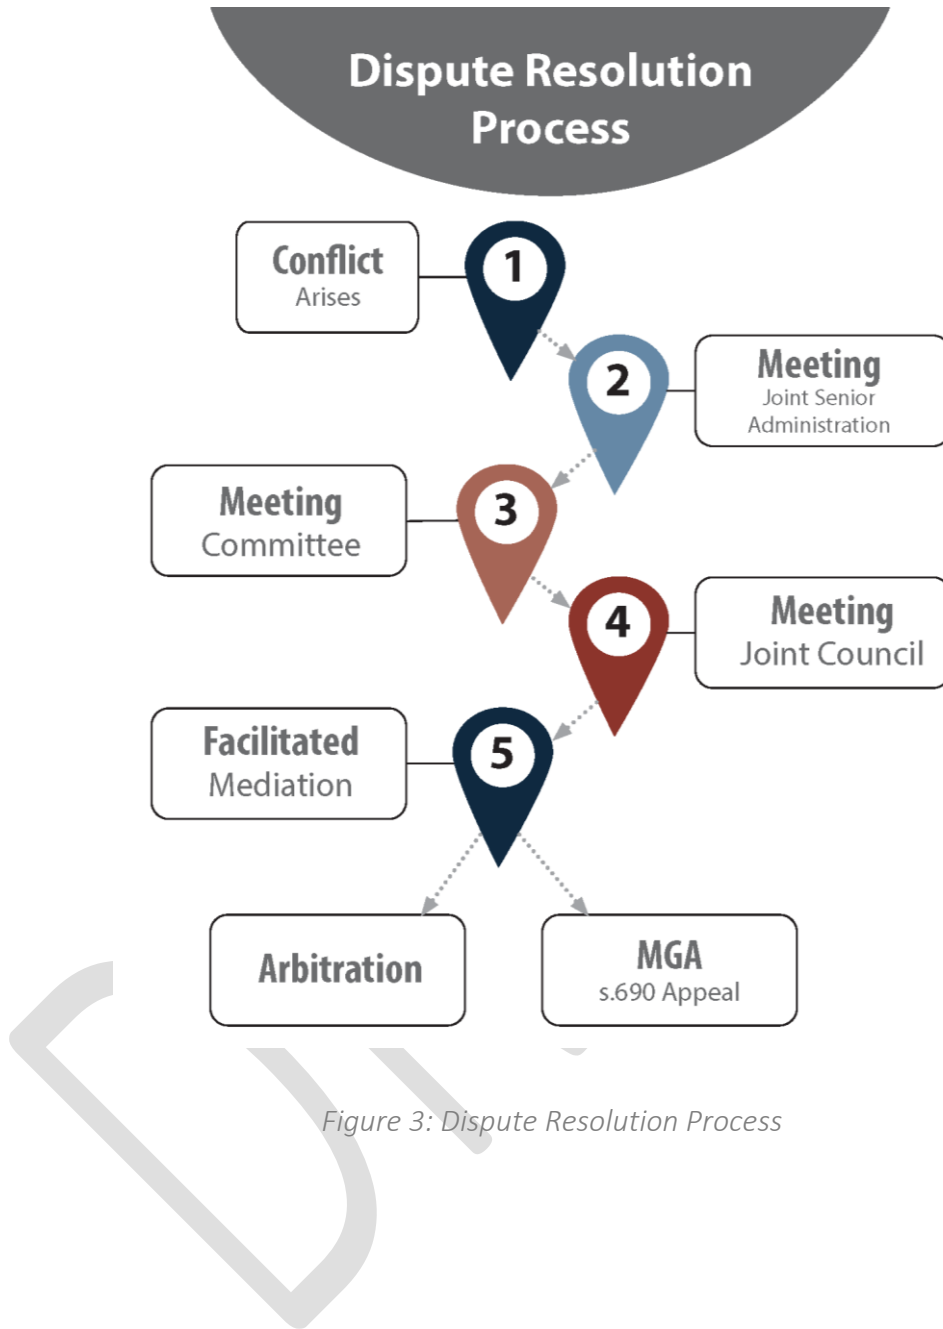 Dispute Resolution
Process
1
Conflict
Arises
2
Meeting
Joint Senior
Administration
3
Meeting
Committee
4
Meeting
Joint Council
5
Facilitated
Mediation
Arbitration
MGA
s.690 Appeal
Figure 3: Dispute Resolution Process